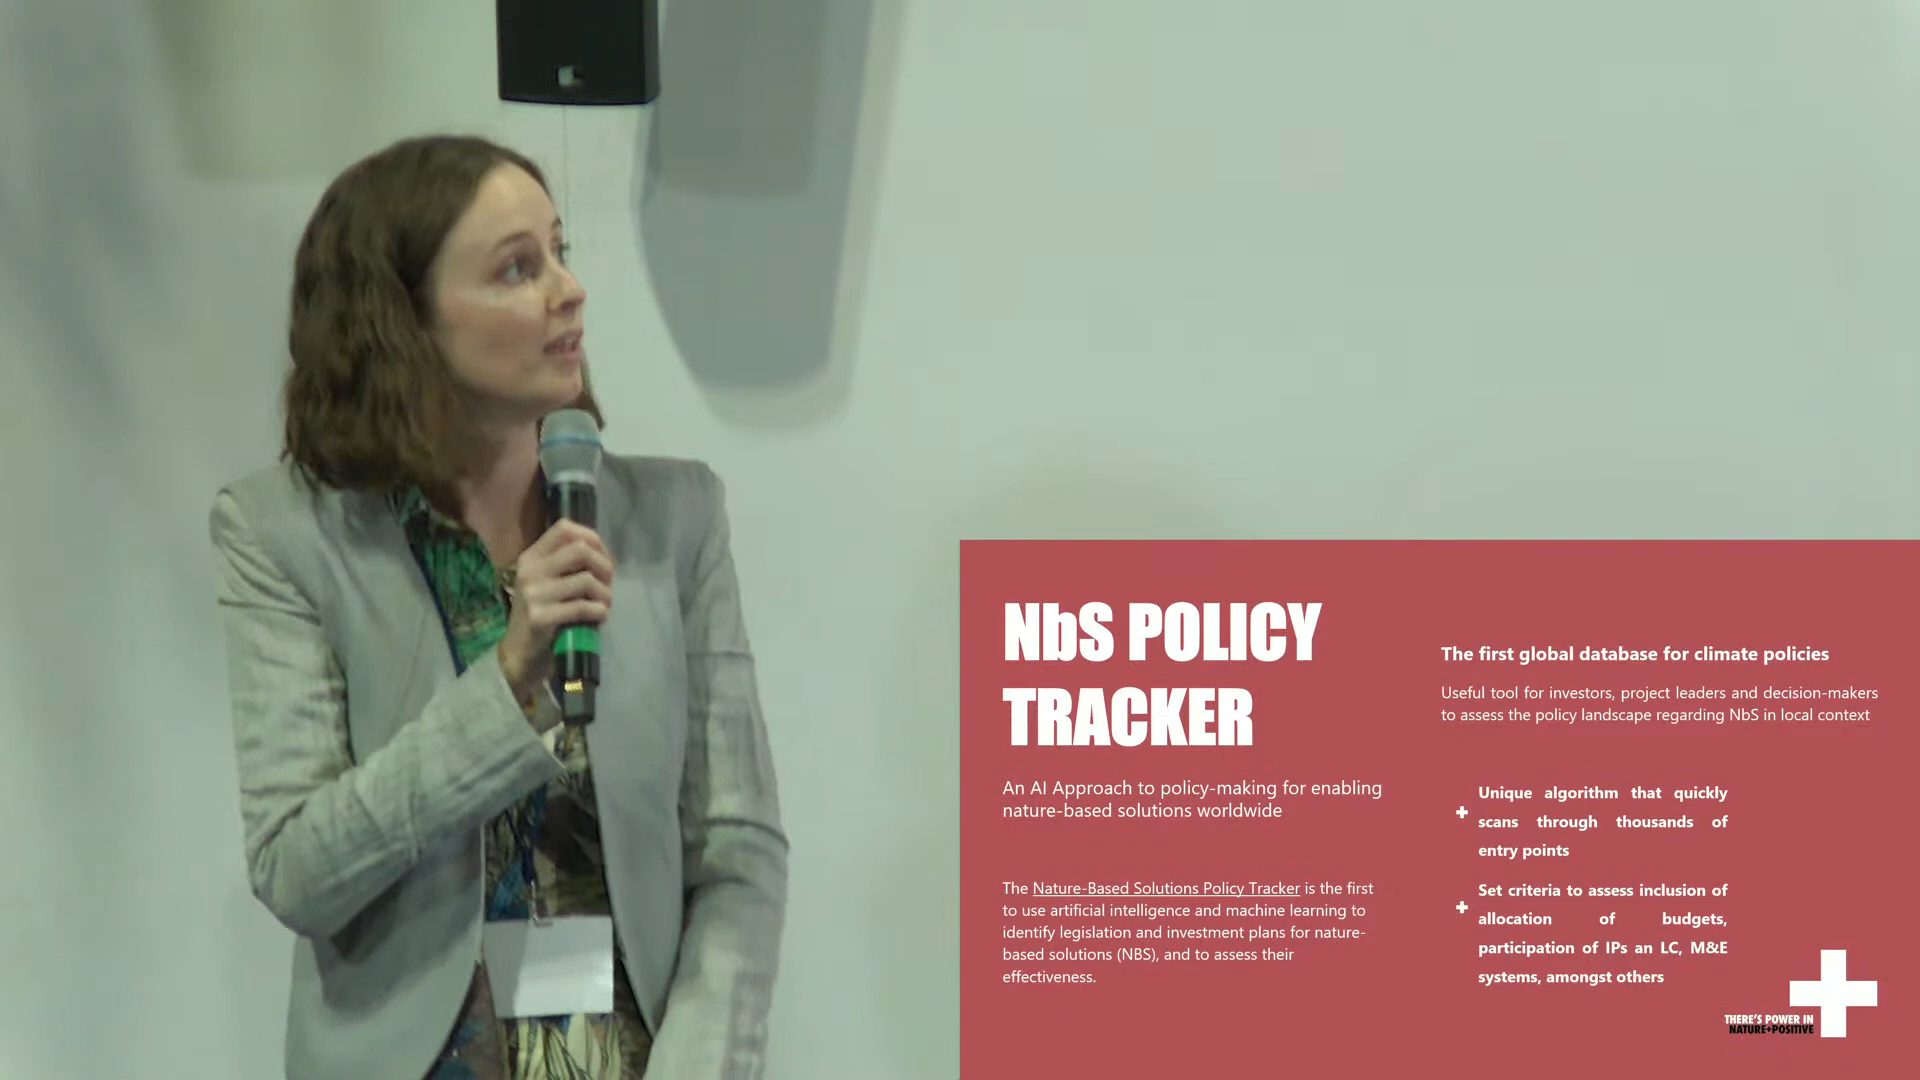 NbS POLICY
TRACKER
An AI Approach to policy-making for enabling
nature-based solutions worldwide
The Nature-Based Solutions Policy Tracker is the first
to use artificial intelligence and machine learning to
identify legislation and investment plans for nature-
based solutions (NBS), and to assess their
effectiveness.
The first global database for climate policies
Useful tool for investors, project leaders and decision-makers
to assess the policy landscape regarding NbS in local context
Unique algorithm that quickly
scans through thousands of
entry points
Set criteria to assess inclusion of
allocation of budgets,
participation of IPs an LC, M&E
systems, amongst others
THERE'S POWER IN
NATURE+POSITIVE